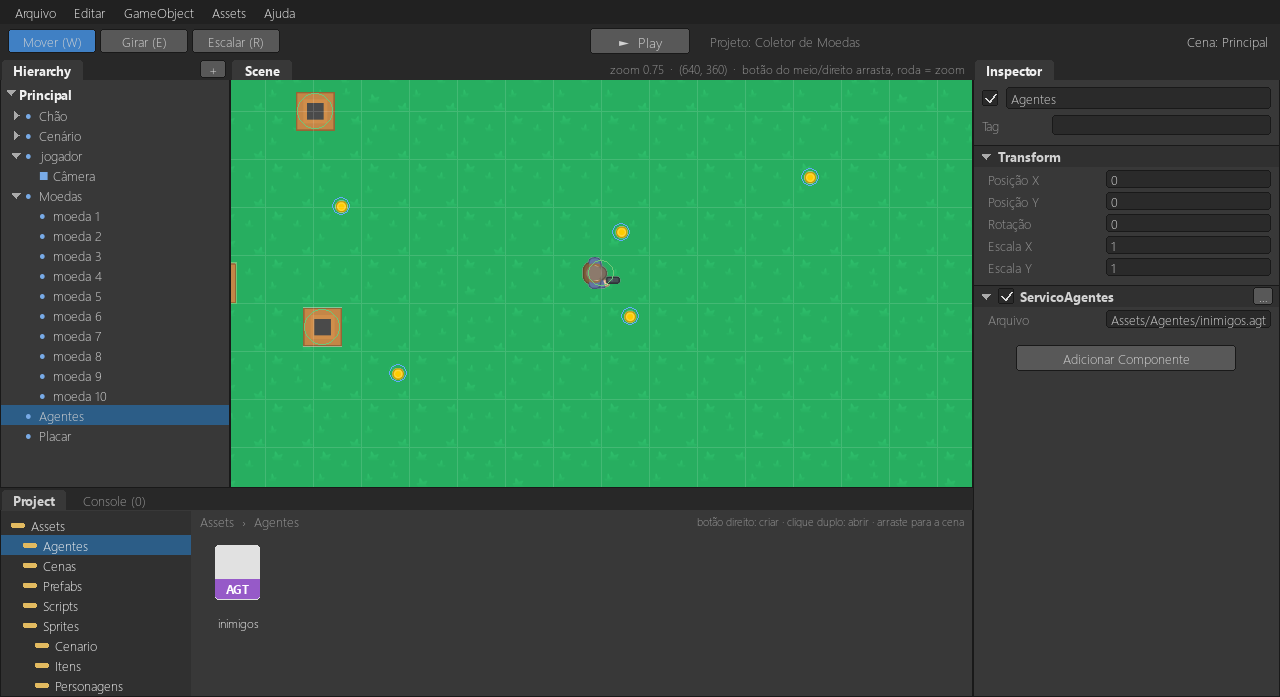 Arquivo Editar GameObject Assets Ajuda
Mover (W) Girar (E) Escalar (R) ► Play Projeto: Coletor de Moedas Cena: Principal
Hierarchy +
Principal
Chão
Cenário
jogador
Câmera
Moedas
moeda 1
moeda 2
moeda 3
moeda 4
moeda 5
moeda 6
moeda 7
moeda 8
moeda 9
moeda 10
Agentes
Placar
Scene zoom 0.75 · (640, 360) · botão do meio/direito arrasta, roda = zoom
Inspector
Agentes
Tag
Transform
Posição X 0
Posição Y 0
Rotação 0
Escala X 1
Escala Y 1
ServicoAgentes ...
Arquivo Assets/Agentes/inimigos.agt
Adicionar Componente
Project Console (0)
Assets
Agentes
Cenas
Prefabs
Scripts
Sprites
Cenario
Itens
Personagens
Assets › Agentes botão direito: criar · clique duplo: abrir · arraste para a cena
AGT
inimigos